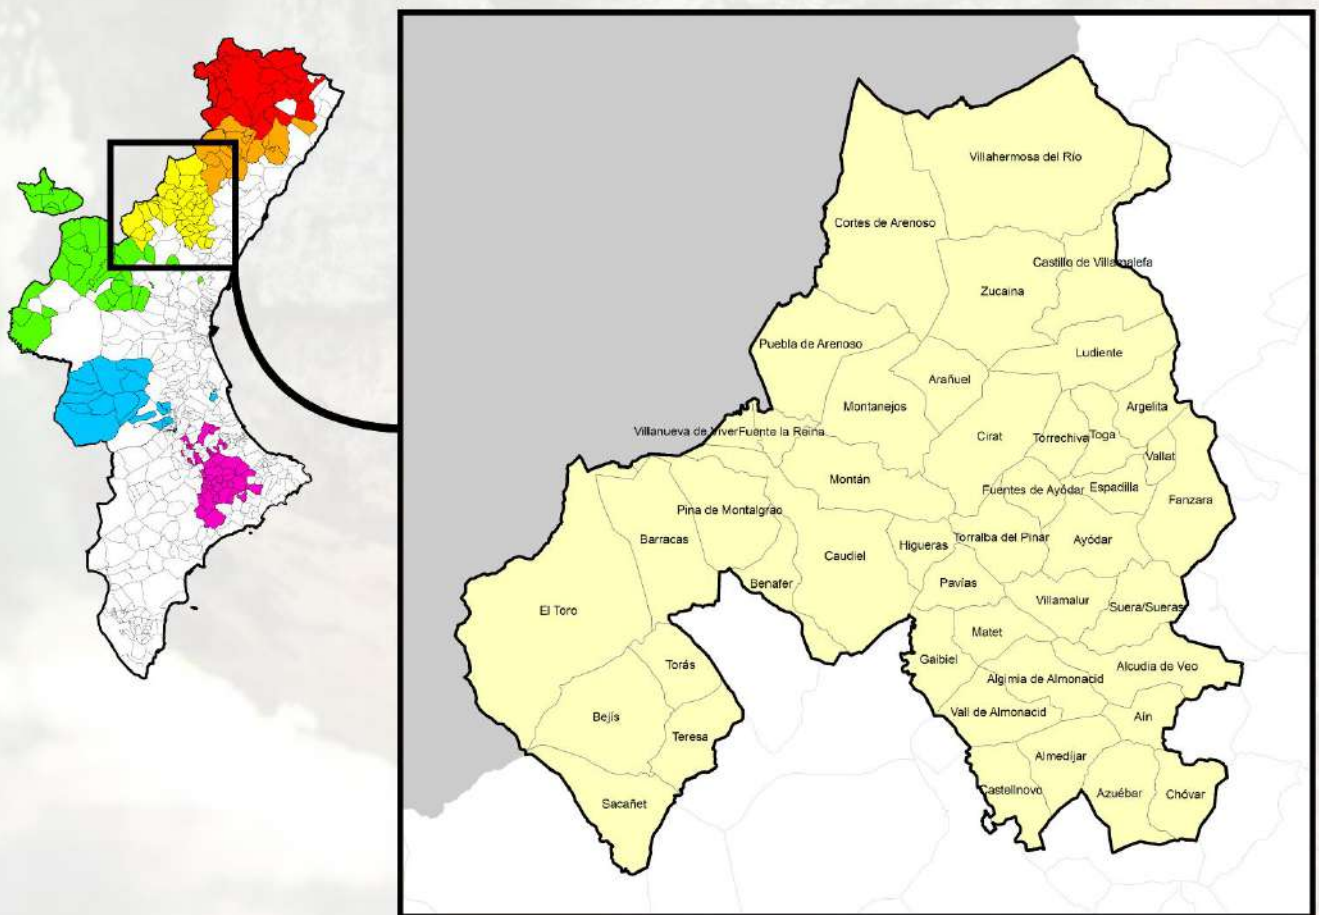 Villahermosa del Río
Cortes de Arenoso
Castillo de Villamalefa
Zucaina
Puebla de Arenoso
Ludiente
Arañuel
Montanejos
Argelita
Villanueva de Viver
Fuente la Reina
Cirat
Torrechiva
Toga
Vallat
Montán
Fuentes de Ayódar
Espadilla
Fanzara
Pina de Montalgrao
Barracas
Caudiel
Higueras
Torralba del Pinar
Ayódar
Benafer
Pavías
El Toro
Villamalur
Suera/Sueras
Matet
Gaibiel
Torás
Alcudia de Veo
Algimia de Almonacid
Vall de Almonacid
Bejís
Aín
Teresa
Almedíjar
Castellnovo
Azuébar
Chóvar
Sacañet